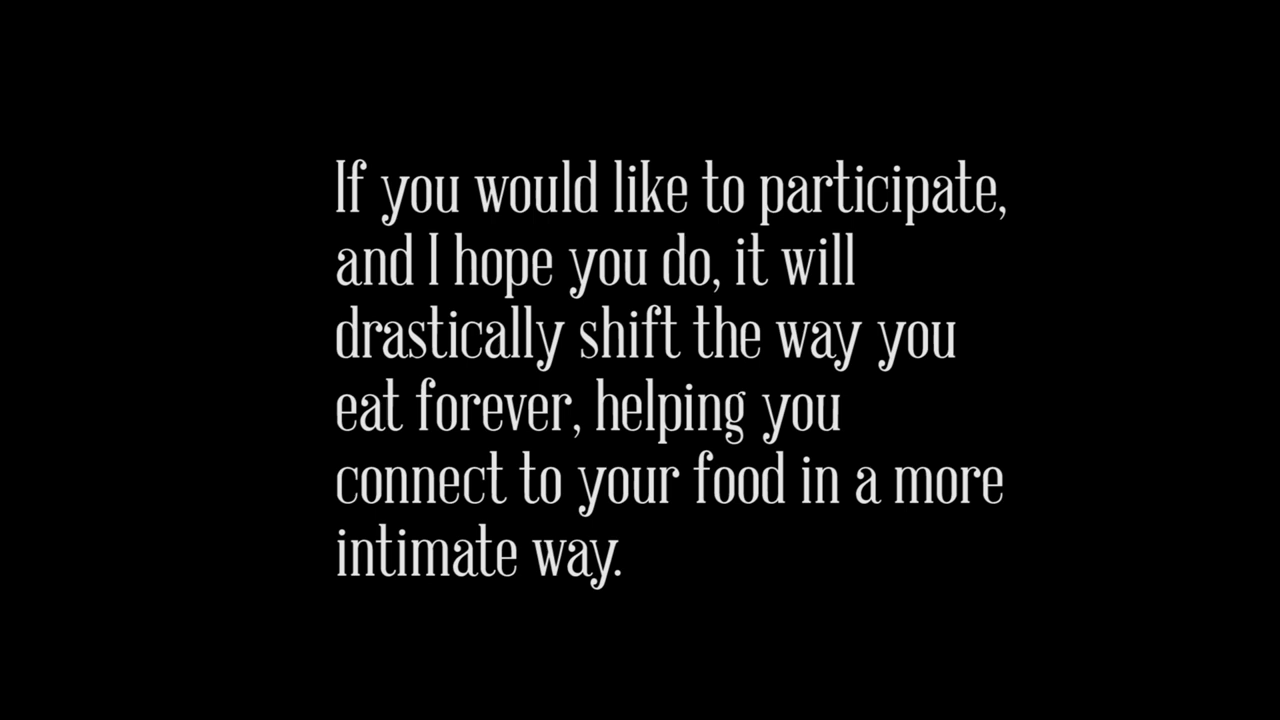 If you would like to participate,
and I hope you do, it will
drastically shift the way you
eat forever, helping you
connect to your food in a more
intimate way.